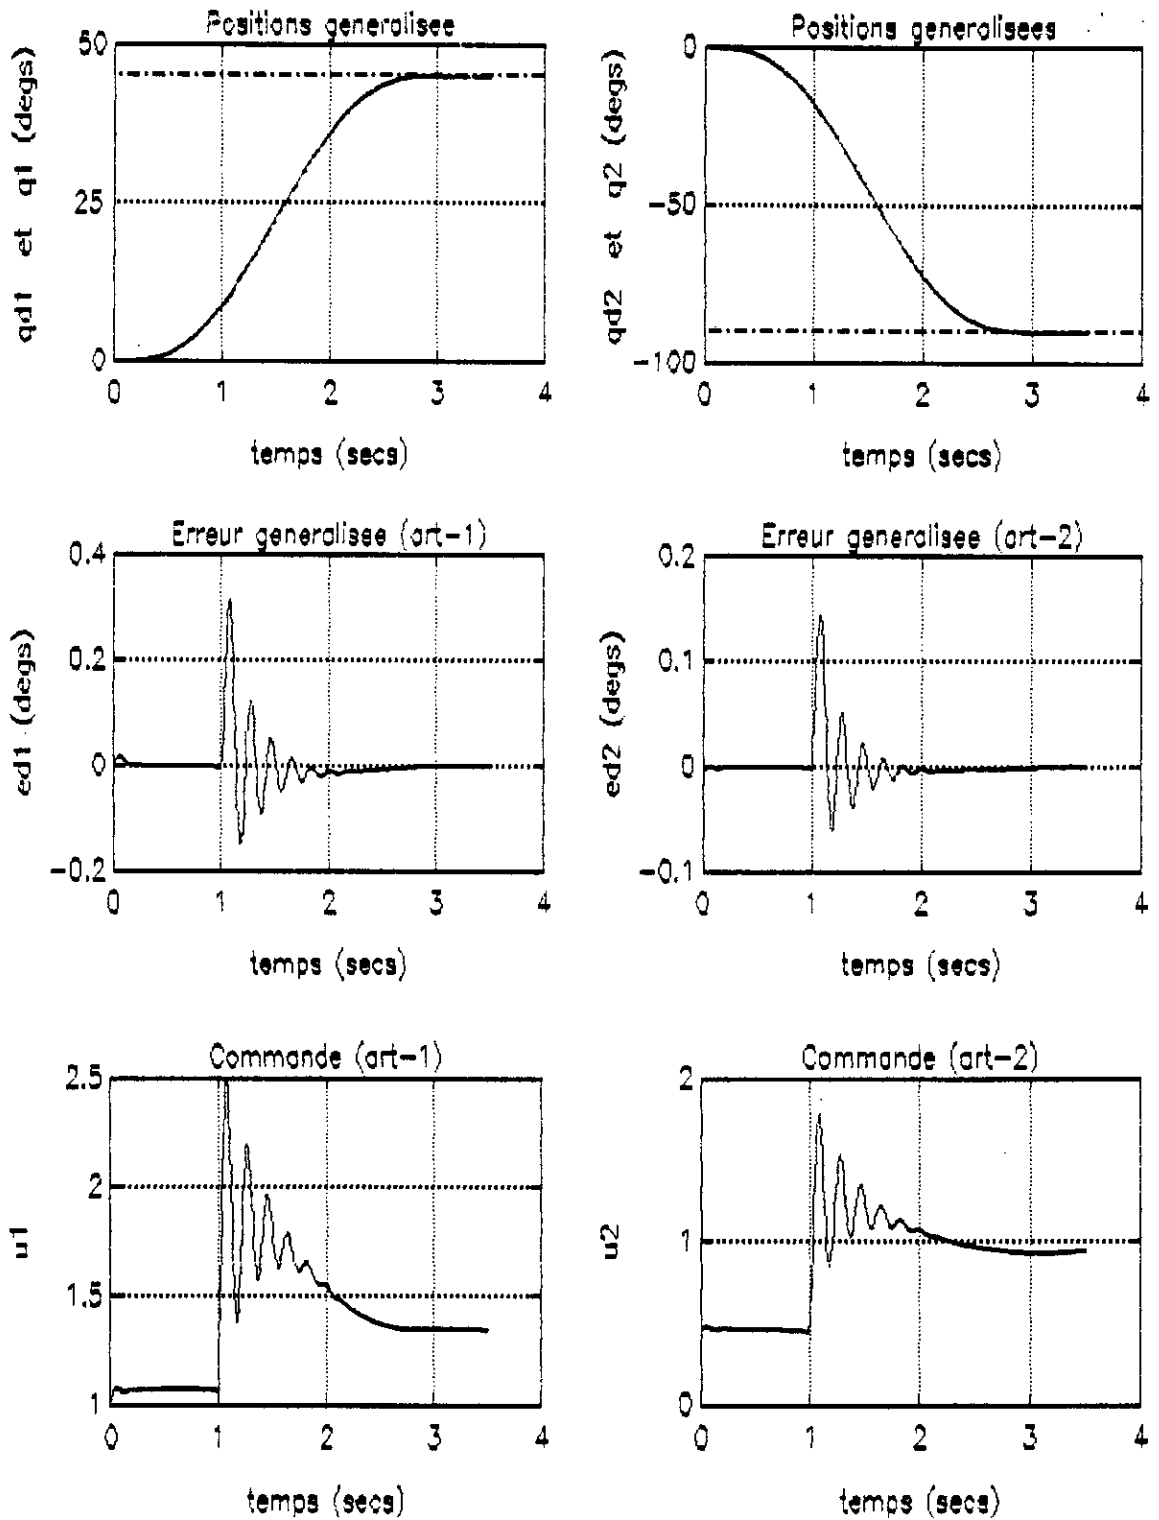 Positions generalisee
50
25
0
qd1 et q1 (degs)
0 1 2 3 4
temps (secs)
Positions generalisees
0
-50
-100
qd2 et q2 (degs)
0 1 2 3 4
temps (secs)
Erreur generalisee (art-1)
0.4
0.2
0
-0.2
ed1 (degs)
0 1 2 3 4
temps (secs)
Erreur generalisee (art-2)
0.2
0.1
0
-0.1
ed2 (degs)
0 1 2 3 4
temps (secs)
Commande (art-1)
2.5
2
1.5
1
u1
0 1 2 3 4
temps (secs)
Commande (art-2)
2
1
0
u2
0 1 2 3 4
temps (secs)